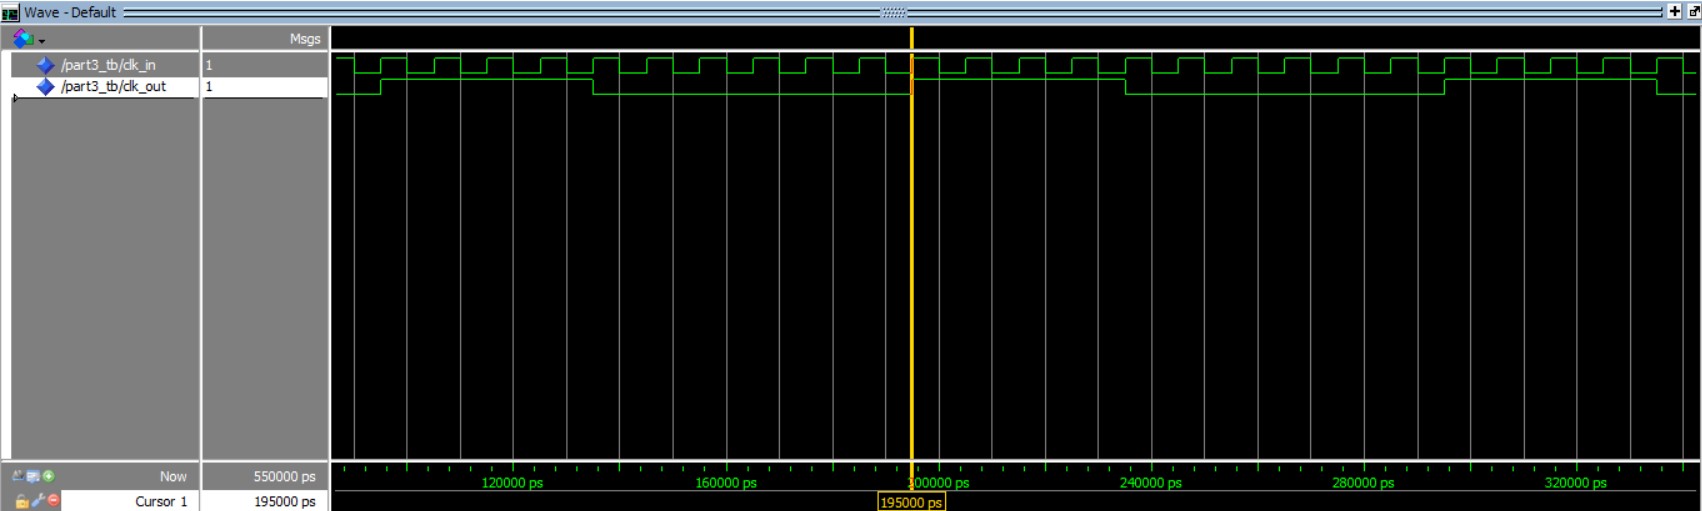 Wave - Default
Msgs
/part3_tb/clk_in 1
/part3_tb/clk_out 1
Now 550000 ps 120000 ps 160000 ps 200000 ps 240000 ps 280000 ps 320000 ps
Cursor 1 195000 ps 195000 ps